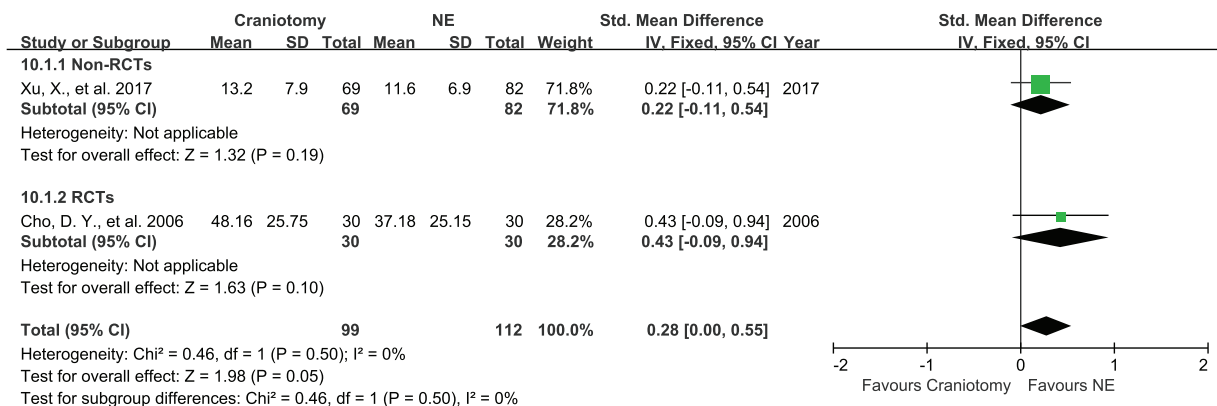 Craniotomy NE Std. Mean Difference Std. Mean Difference
Study or Subgroup Mean SD Total Mean SD Total Weight IV, Fixed, 95% CI Year IV, Fixed, 95% CI
10.1.1 Non-RCTs
Xu, X., et al. 2017 13.2 7.9 69 11.6 6.9 82 71.8% 0.22 [-0.11, 0.54] 2017
Subtotal (95% CI) 69 82 71.8% 0.22 [-0.11, 0.54]
Heterogeneity: Not applicable
Test for overall effect: Z = 1.32 (P = 0.19)
10.1.2 RCTs
Cho, D. Y., et al. 2006 48.16 25.75 30 37.18 25.15 30 28.2% 0.43 [-0.09, 0.94] 2006
Subtotal (95% CI) 30 30 28.2% 0.43 [-0.09, 0.94]
Heterogeneity: Not applicable
Test for overall effect: Z = 1.63 (P = 0.10)
Total (95% CI) 99 112 100.0% 0.28 [0.00, 0.55]
Heterogeneity: Chi² = 0.46, df = 1 (P = 0.50); I² = 0%
Test for overall effect: Z = 1.98 (P = 0.05)
Test for subgroup differences: Chi² = 0.46, df = 1 (P = 0.50), I² = 0%
-2 -1 0 1 2
Favours Craniotomy Favours NE